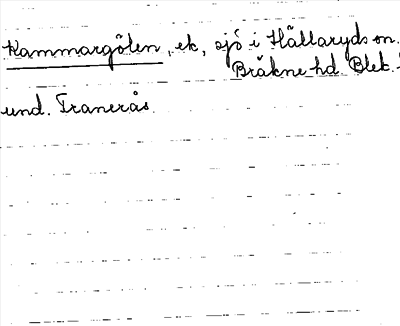 Kammargölen, ek, sjö i Hällaryds sn.
Bräkne hd. Blek.
und. Tranerås.